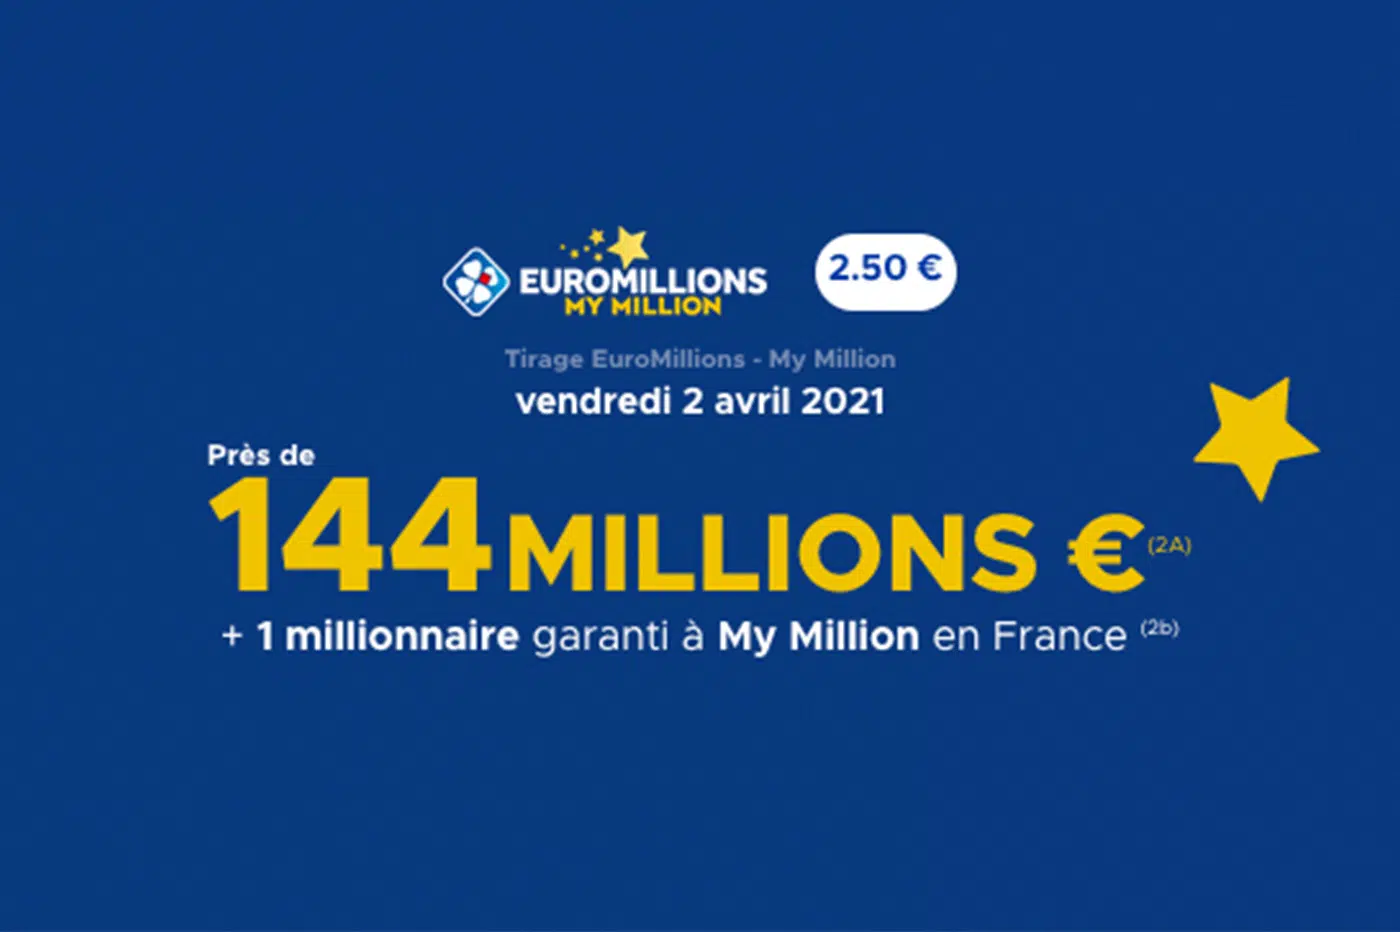 EUROMILLIONS
MY MILLION
2.50 €
Tirage EuroMillions - My Million
vendredi 2 avril 2021
Près de
144 MILLIONS € (2A)
+ 1 millionnaire garanti à My Million en France (2b)